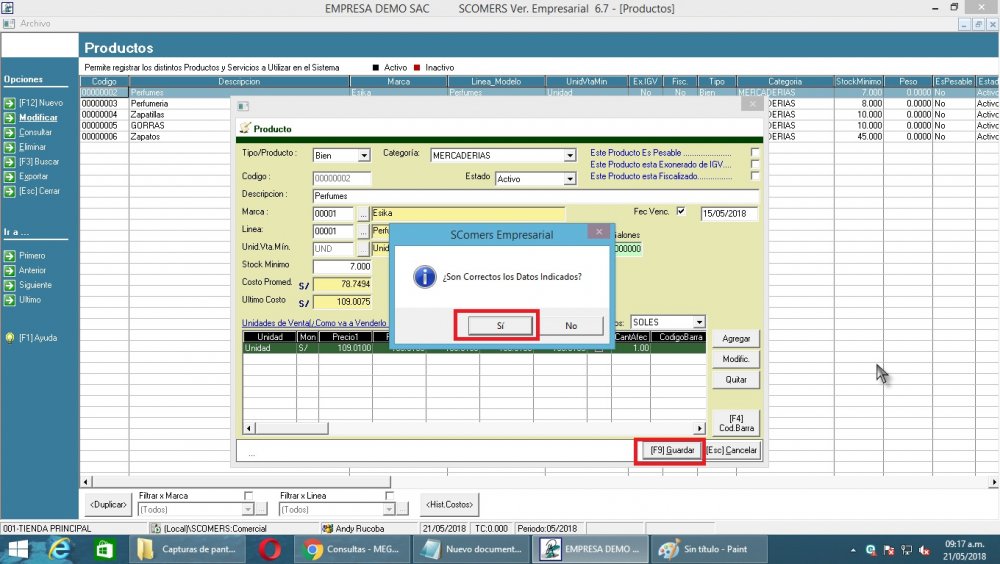 EMPRESA DEMO SAC SCOMERS Ver. Empresarial 6.7 - [Productos]
Archivo
Productos
Permite registrar los distintos Productos y Servicios a Utilizar en el Sistema Activo Inactivo
Codigo Descripcion Marca Linea_Modelo UnidVtaMin Ex.IGV Fisc. Tipo Categoria StockMinimo Peso EsPesable Estad
00000002 Perfumes Esika Perfumes Unidad No No Bien MERCADERIAS 7.000 0.0000 No Activo
00000003 Perfumeria DERIAS 8.000 0.0000 No Activo
00000004 Zapatillas DERIAS 10.000 0.0000 No Activo
00000005 GORRAS DERIAS 10.000 0.0000 No Activo
00000006 Zapatos DERIAS 45.000 0.0000 No Activo
Opciones
[F12] Nuevo
Modificar
Consultar
Eliminar
[F3] Buscar
Exportar
[Esc] Cerrar
Ir a ...
Primero
Anterior
Siguiente
Ultimo
[F1] Ayuda
Producto
Tipo/Producto : Bien Categoría: MERCADERIAS
Este Producto Es Pesable
Este Producto esta Exonerado de IGV....
Este Producto esta Fiscalizado
Codigo : 00000002 Estado Activo
Descripcion : Perfumes
Marca : 00001 ... Esika Fec Venc. 15/05/2018
Linea: 00001 ... Perf alones
Unid.Vta.Mín. UND ... Unid 000000
Stock Minimo 7.000
Costo Promed. S/ 78.7494
Ultimo Costo S/ 109.0075
SComers Empresarial
¿Son Correctos los Datos Indicados?
Sí No
Unidades de Venta(¿Como va a Venderlo os: SOLES
Unidad Mon Precio1 CantAfec CodigoBarra
Unidad S/ 109.0100 1.00
Agregar
Modific.
Quitar
[F4]
Cod.Barra
... [F9] Guardar [Esc] Cancelar
<Duplicar> Filtrar x Marca Filtrar x Linea <Hist.Costos>
(Todos) ... (Todos) ...
001-TIENDA PRINCIPAL (Local)\SCOMERS:Comercial Andy Rucoba 21/05/2018 TC:0.000 Periodo:05/2018
Capturas de pant... Consultas - MEG... Nuevo document... EMPRESA DEMO ... Sin título - Paint
09:17 a.m.
21/05/2018